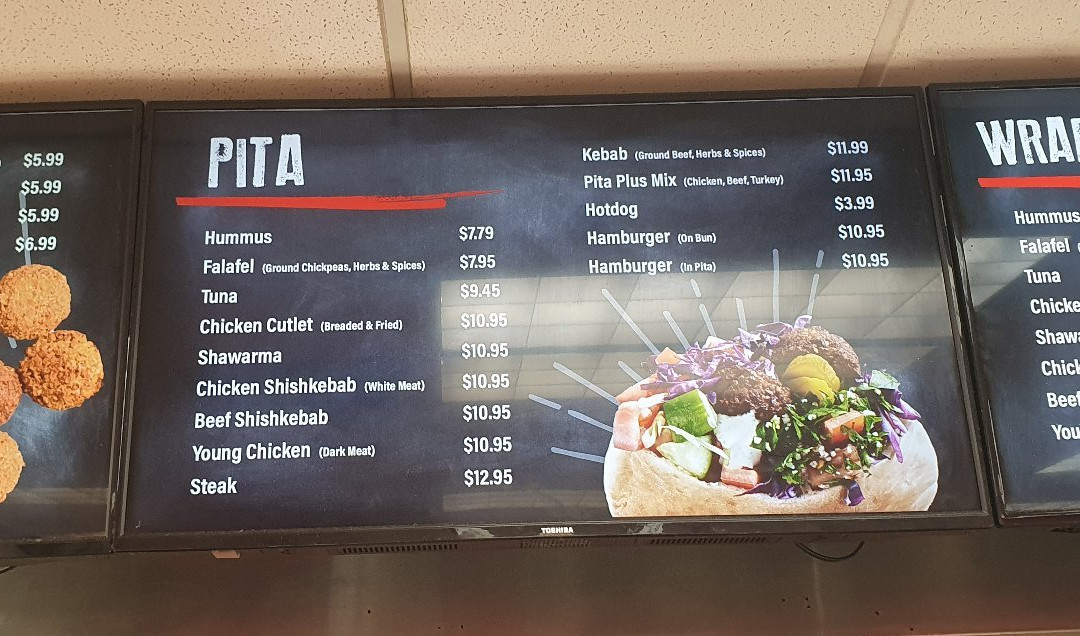 $5.99
$5.99
$5.99
$6.99
PITA
Hummus $7.79
Falafel (Ground Chickpeas, Herbs & Spices) $7.95
Tuna $9.45
Chicken Cutlet (Breaded & Fried) $10.95
Shawarma $10.95
Chicken Shishkebab (White Meat) $10.95
Beef Shishkebab $10.95
Young Chicken (Dark Meat) $10.95
Steak $12.95
Kebab (Ground Beef, Herbs & Spices) $11.99
Pita Plus Mix (Chicken, Beef, Turkey) $11.95
Hotdog $3.99
Hamburger (On Bun) $10.95
Hamburger (In Pita) $10.95
TOSHIBA
WRAP
Hummus
Falafel
Tuna
Chicke
Shawa
Chick
Beef
You